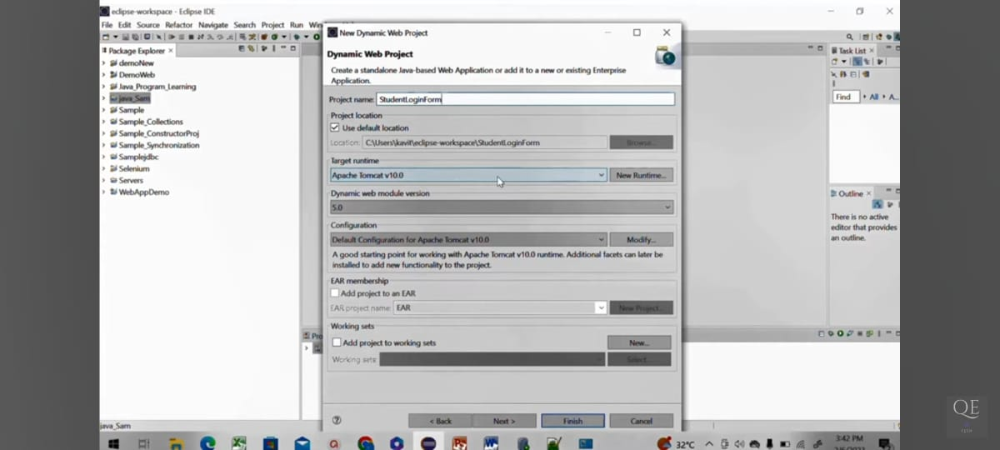 eclipse-workspace - Eclipse IDE
File Edit Source Refactor Navigate Search Project Run
Package Explorer
demoNew
DemoWeb
Java_Program_Learning
java_Sam
Sample
Sample_Collections
Sample_ConstructorProj
Sample_Synchronization
Samplejdbc
Selenium
Servers
WebAppDemo
New Dynamic Web Project
Dynamic Web Project
Create a standalone Java-based Web Application or add it to a new or existing Enterprise
Application.
Project name: StudentLoginForm
Project location
Use default location
Location: C:\Users\kavit\eclipse-workspace\StudentLoginForm Browse...
Target runtime
Apache Tomcat v10.0 New Runtime...
Dynamic web module version
5.0
Configuration
Default Configuration for Apache Tomcat v10.0 Modify...
A good starting point for working with Apache Tomcat v10.0 runtime. Additional facets can later be
installed to add new functionality to the project.
EAR membership
Add project to an EAR
EAR project name: EAR New Project...
Working sets
Add project to working sets New...
Working sets: Select...
< Back Next > Finish Cancel
Task List
Find All A...
Outline
There is no active
editor that provides
an outline.
java_Sam
32°C
3:42 PM
QE